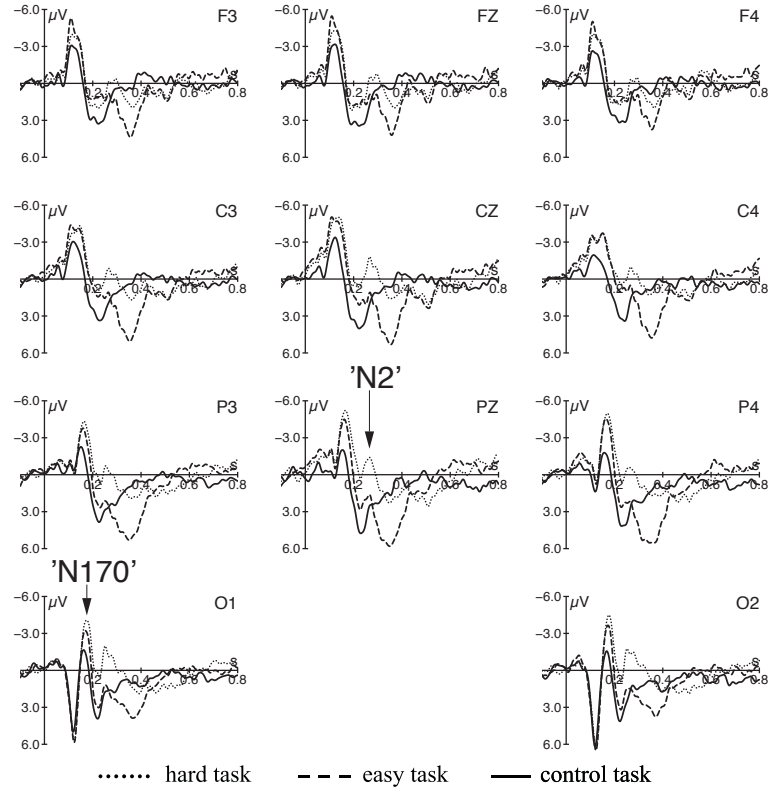 −6.0 μV F3 −6.0 μV FZ −6.0 μV F4
−3.0 −3.0 −3.0
s s s
0.2 0.4 0.6 0.8 0.2 0.4 0.6 0.8 0.2 0.4 0.6 0.8
3.0 3.0 3.0
6.0 6.0 6.0
−6.0 μV C3 −6.0 μV CZ −6.0 μV C4
−3.0 −3.0 −3.0
s s s
0.2 0.4 0.6 0.8 0.2 0.4 0.6 0.8 0.2 0.4 0.6 0.8
3.0 3.0 3.0
6.0 6.0 6.0
'N2'
−6.0 μV P3 −6.0 μV PZ −6.0 μV P4
−3.0 −3.0 −3.0
s s s
0.2 0.4 0.6 0.8 0.2 0.4 0.6 0.8 0.2 0.4 0.6 0.8
3.0 3.0 3.0
6.0 6.0 6.0
'N170'
−6.0 μV O1 −6.0 μV O2
−3.0 −3.0
s s
0.2 0.4 0.6 0.8 0.2 0.4 0.6 0.8
3.0 3.0
6.0 6.0
hard task easy task control task